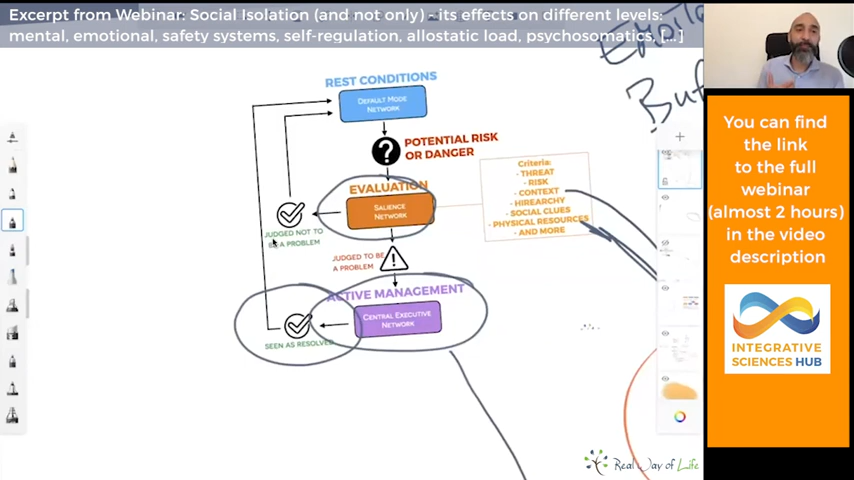 Excerpt from Webinar: Social Isolation (and not only) - its effects on different levels:
mental, emotional, safety systems, self-regulation, allostatic load, psychosomatics, [...]
REST CONDITIONS
DEFAULT MODE
NETWORK
?
POTENTIAL RISK
OR DANGER
EVALUATION
SALIENCE
NETWORK
Criteria:
- THREAT
- RISK
- CONTEXT
- HIREARCHY
- SOCIAL CLUES
- PHYSICAL RESOURCES
- AND MORE
JUDGED NOT TO
BE A PROBLEM
JUDGED TO BE
A PROBLEM
!
ACTIVE MANAGEMENT
CENTRAL EXECUTIVE
NETWORK
SEEN AS RESOLVED
Buf
You can find
the link
to the full
webinar
(almost 2 hours)
in the video
description
INTEGRATIVE
SCIENCES HUB
Real Way of Life